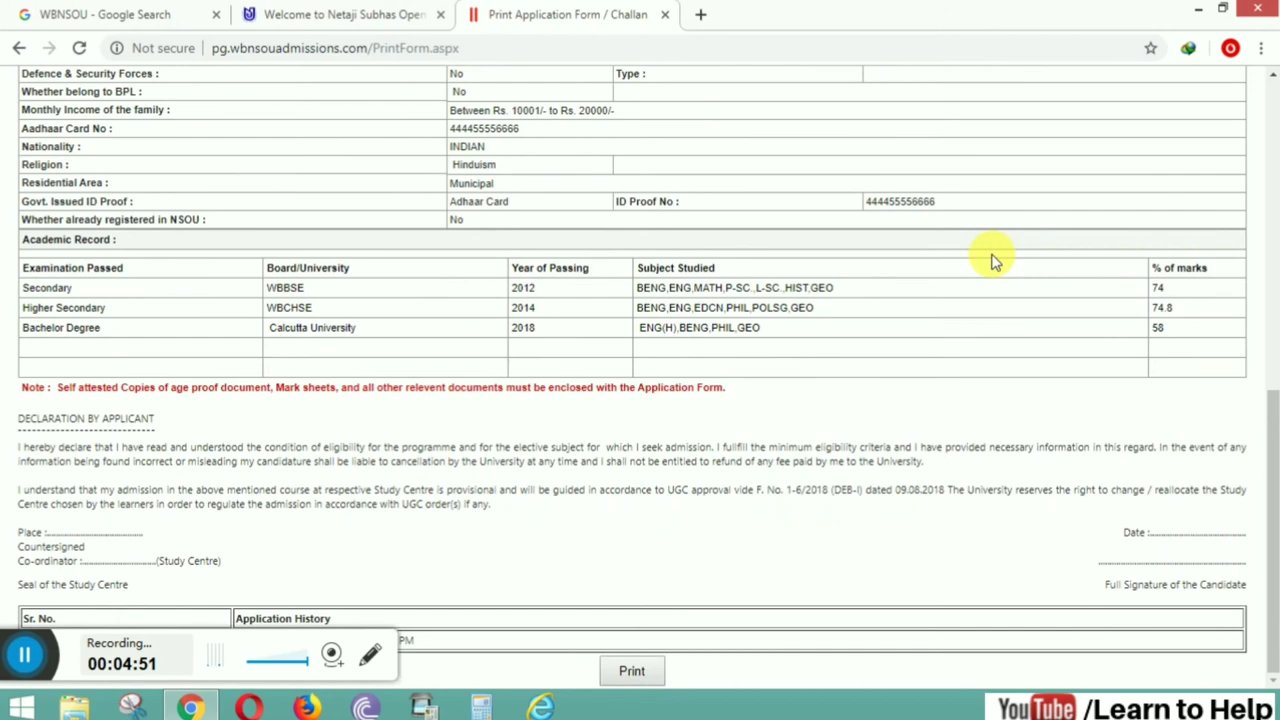 WBNSOU - Google Search
Welcome to Netaji Subhas Open
Print Application Form / Challan
Not secure | pg.wbnsouadmissions.com/PrintForm.aspx
Defence & Security Forces : No Type :
Whether belong to BPL : No
Monthly Income of the family : Between Rs. 10001/- to Rs. 20000/-
Aadhaar Card No : 444455556666
Nationality : INDIAN
Religion : Hinduism
Residential Area : Municipal
Govt. Issued ID Proof : Adhaar Card ID Proof No : 444455556666
Whether already registered in NSOU : No
Academic Record :
Examination Passed Board/University Year of Passing Subject Studied % of marks
Secondary WBBSE 2012 BENG,ENG,MATH,P-SC.,L-SC.,HIST,GEO 74
Higher Secondary WBCHSE 2014 BENG,ENG,EDCN,PHIL,POLSG,GEO 74.8
Bachelor Degree Calcutta University 2018 ENG(H),BENG,PHIL,GEO 58
Note : Self attested Copies of age proof document, Mark sheets, and all other relevent documents must be enclosed with the Application Form.
DECLARATION BY APPLICANT
I hereby declare that I have read and understood the condition of eligibility for the programme and for the elective subject for which I seek admission. I fullfill the minimum eligibility criteria and I have provided necessary information in this regard. In the event of any
information being found incorrect or misleading my candidature shall be liable to cancellation by the University at any time and I shall not be entitled to refund of any fee paid by me to the University.
I understand that my admission in the above mentioned course at respective Study Centre is provisional and will be guided in accordance to UGC approval vide F. No. 1-6/2018 (DEB-I) dated 09.08.2018 The University reserves the right to change / reallocate the Study
Centre chosen by the learners in order to regulate the admission in accordance with UGC order(s) if any.
Place :................................ Date :................................
Countersigned
Co-ordinator :........................(Study Centre)
Seal of the Study Centre Full Signature of the Candidate
Sr. No. Application History
PM
Recording...
00:04:51
Print
YouTube /Learn to Help